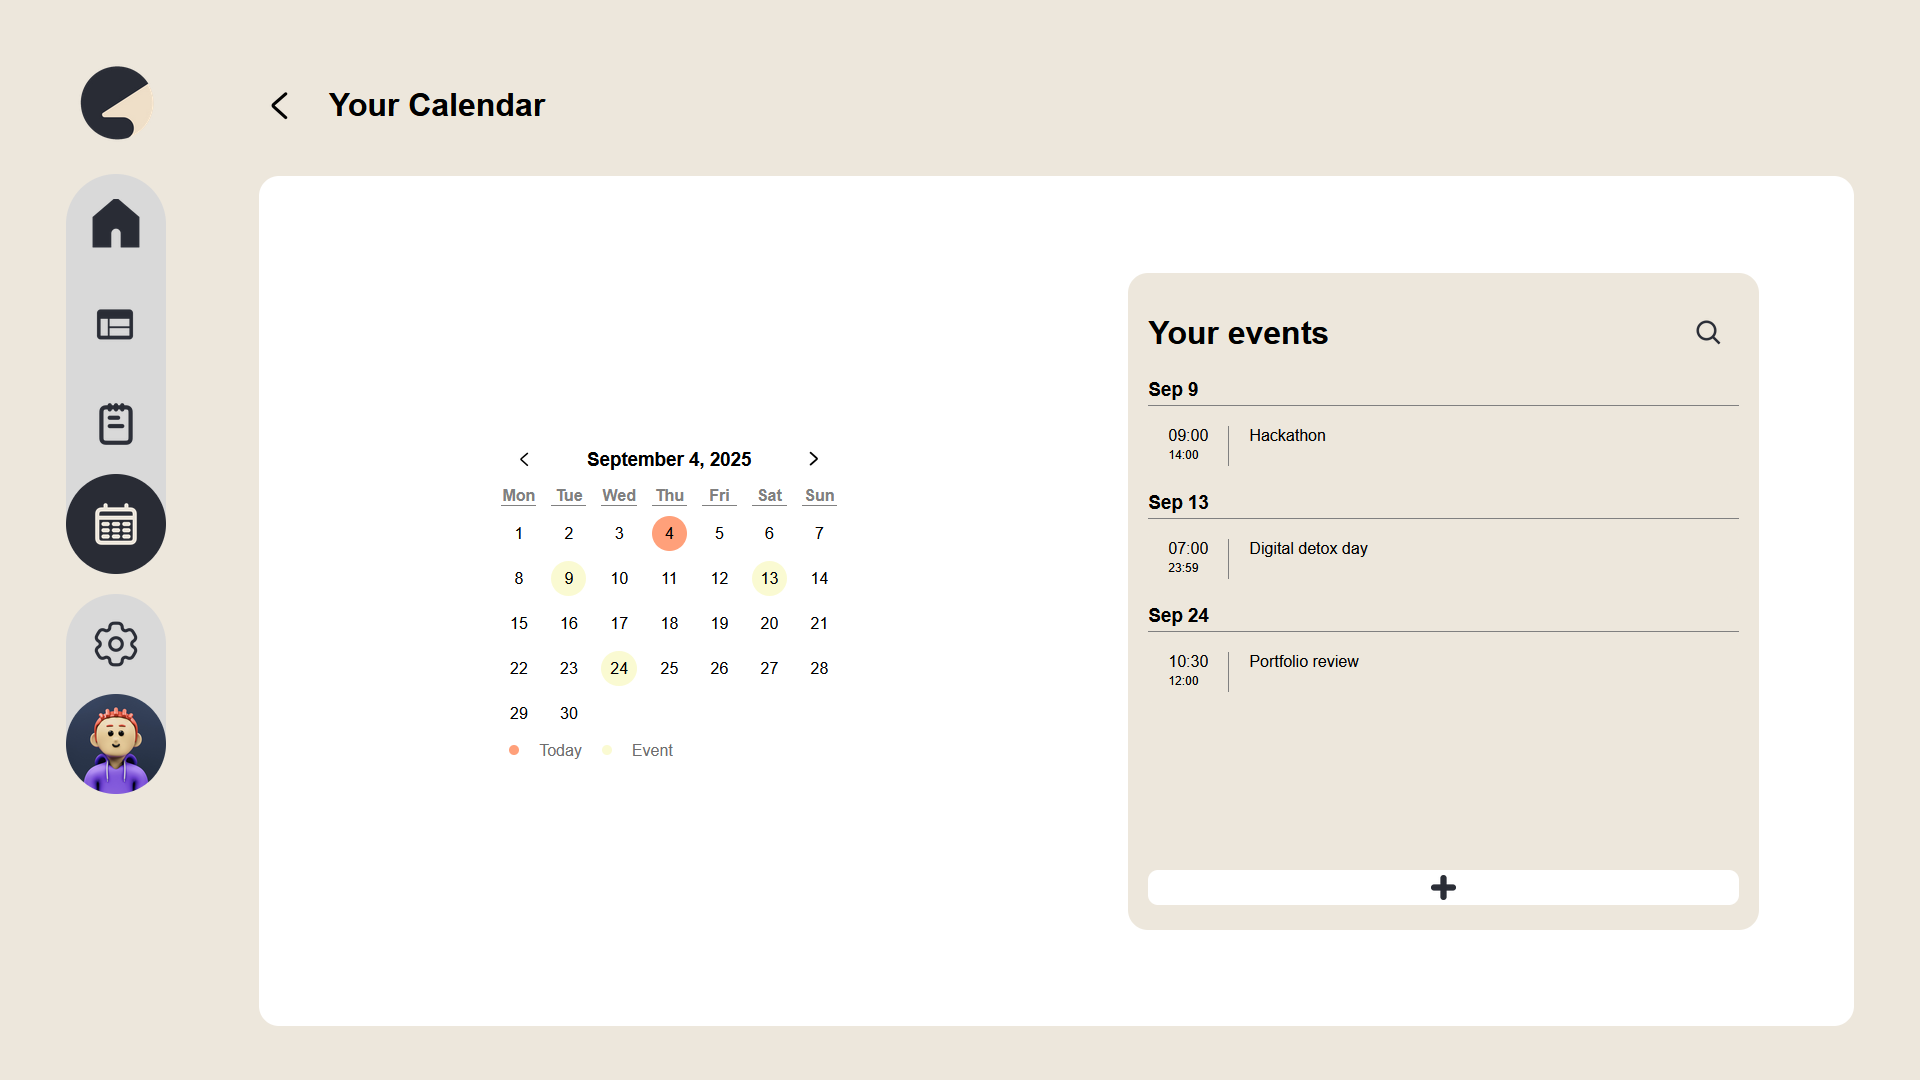 Your Calendar
September 4, 2025
Mon Tue Wed Thu Fri Sat Sun
1 2 3 4 5 6 7
8 9 10 11 12 13 14
15 16 17 18 19 20 21
22 23 24 25 26 27 28
29 30
Today Event
Your events
Sep 9
09:00 Hackathon
14:00
Sep 13
07:00 Digital detox day
23:59
Sep 24
10:30 Portfolio review
12:00